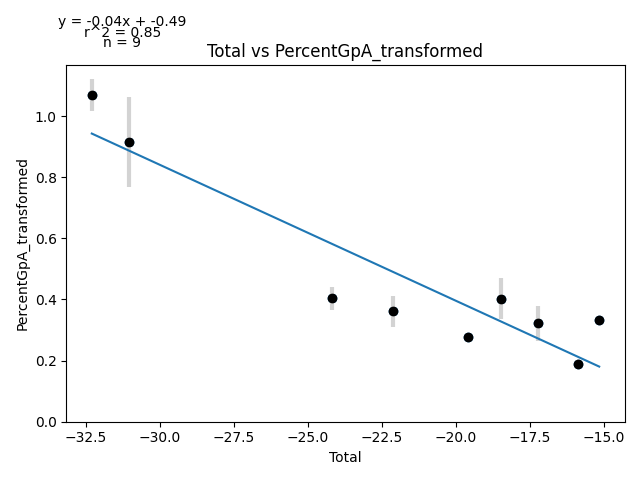 y = -0.04x + -0.49
r^2 = 0.85
n = 9
Total vs PercentGpA_transformed
PercentGpA_transformed
1.0
0.8
0.6
0.4
0.2
0.0
−32.5 −30.0 −27.5 −25.0 −22.5 −20.0 −17.5 −15.0
Total